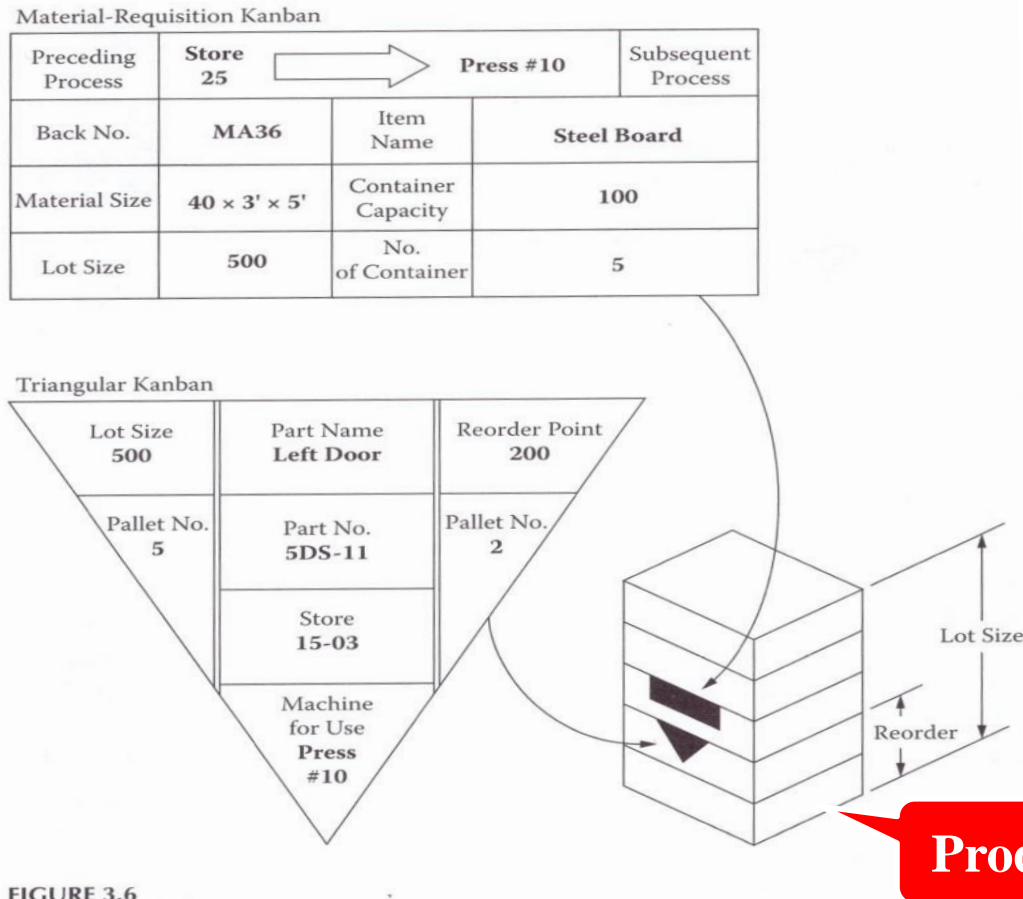 Material-Requisition Kanban
Preceding
Process
Store
25
Press #10
Subsequent
Process
Back No.
MA36
Item
Name
Steel Board
Material Size
40 × 3' × 5'
Container
Capacity
100
Lot Size
500
No.
of Container
5
Triangular Kanban
Lot Size
500
Part Name
Left Door
Reorder Point
200
Pallet No.
5
Part No.
5DS-11
Pallet No.
2
Store
15-03
Machine
for Use
Press
#10
Lot Size
Reorder
FIGURE 3.6